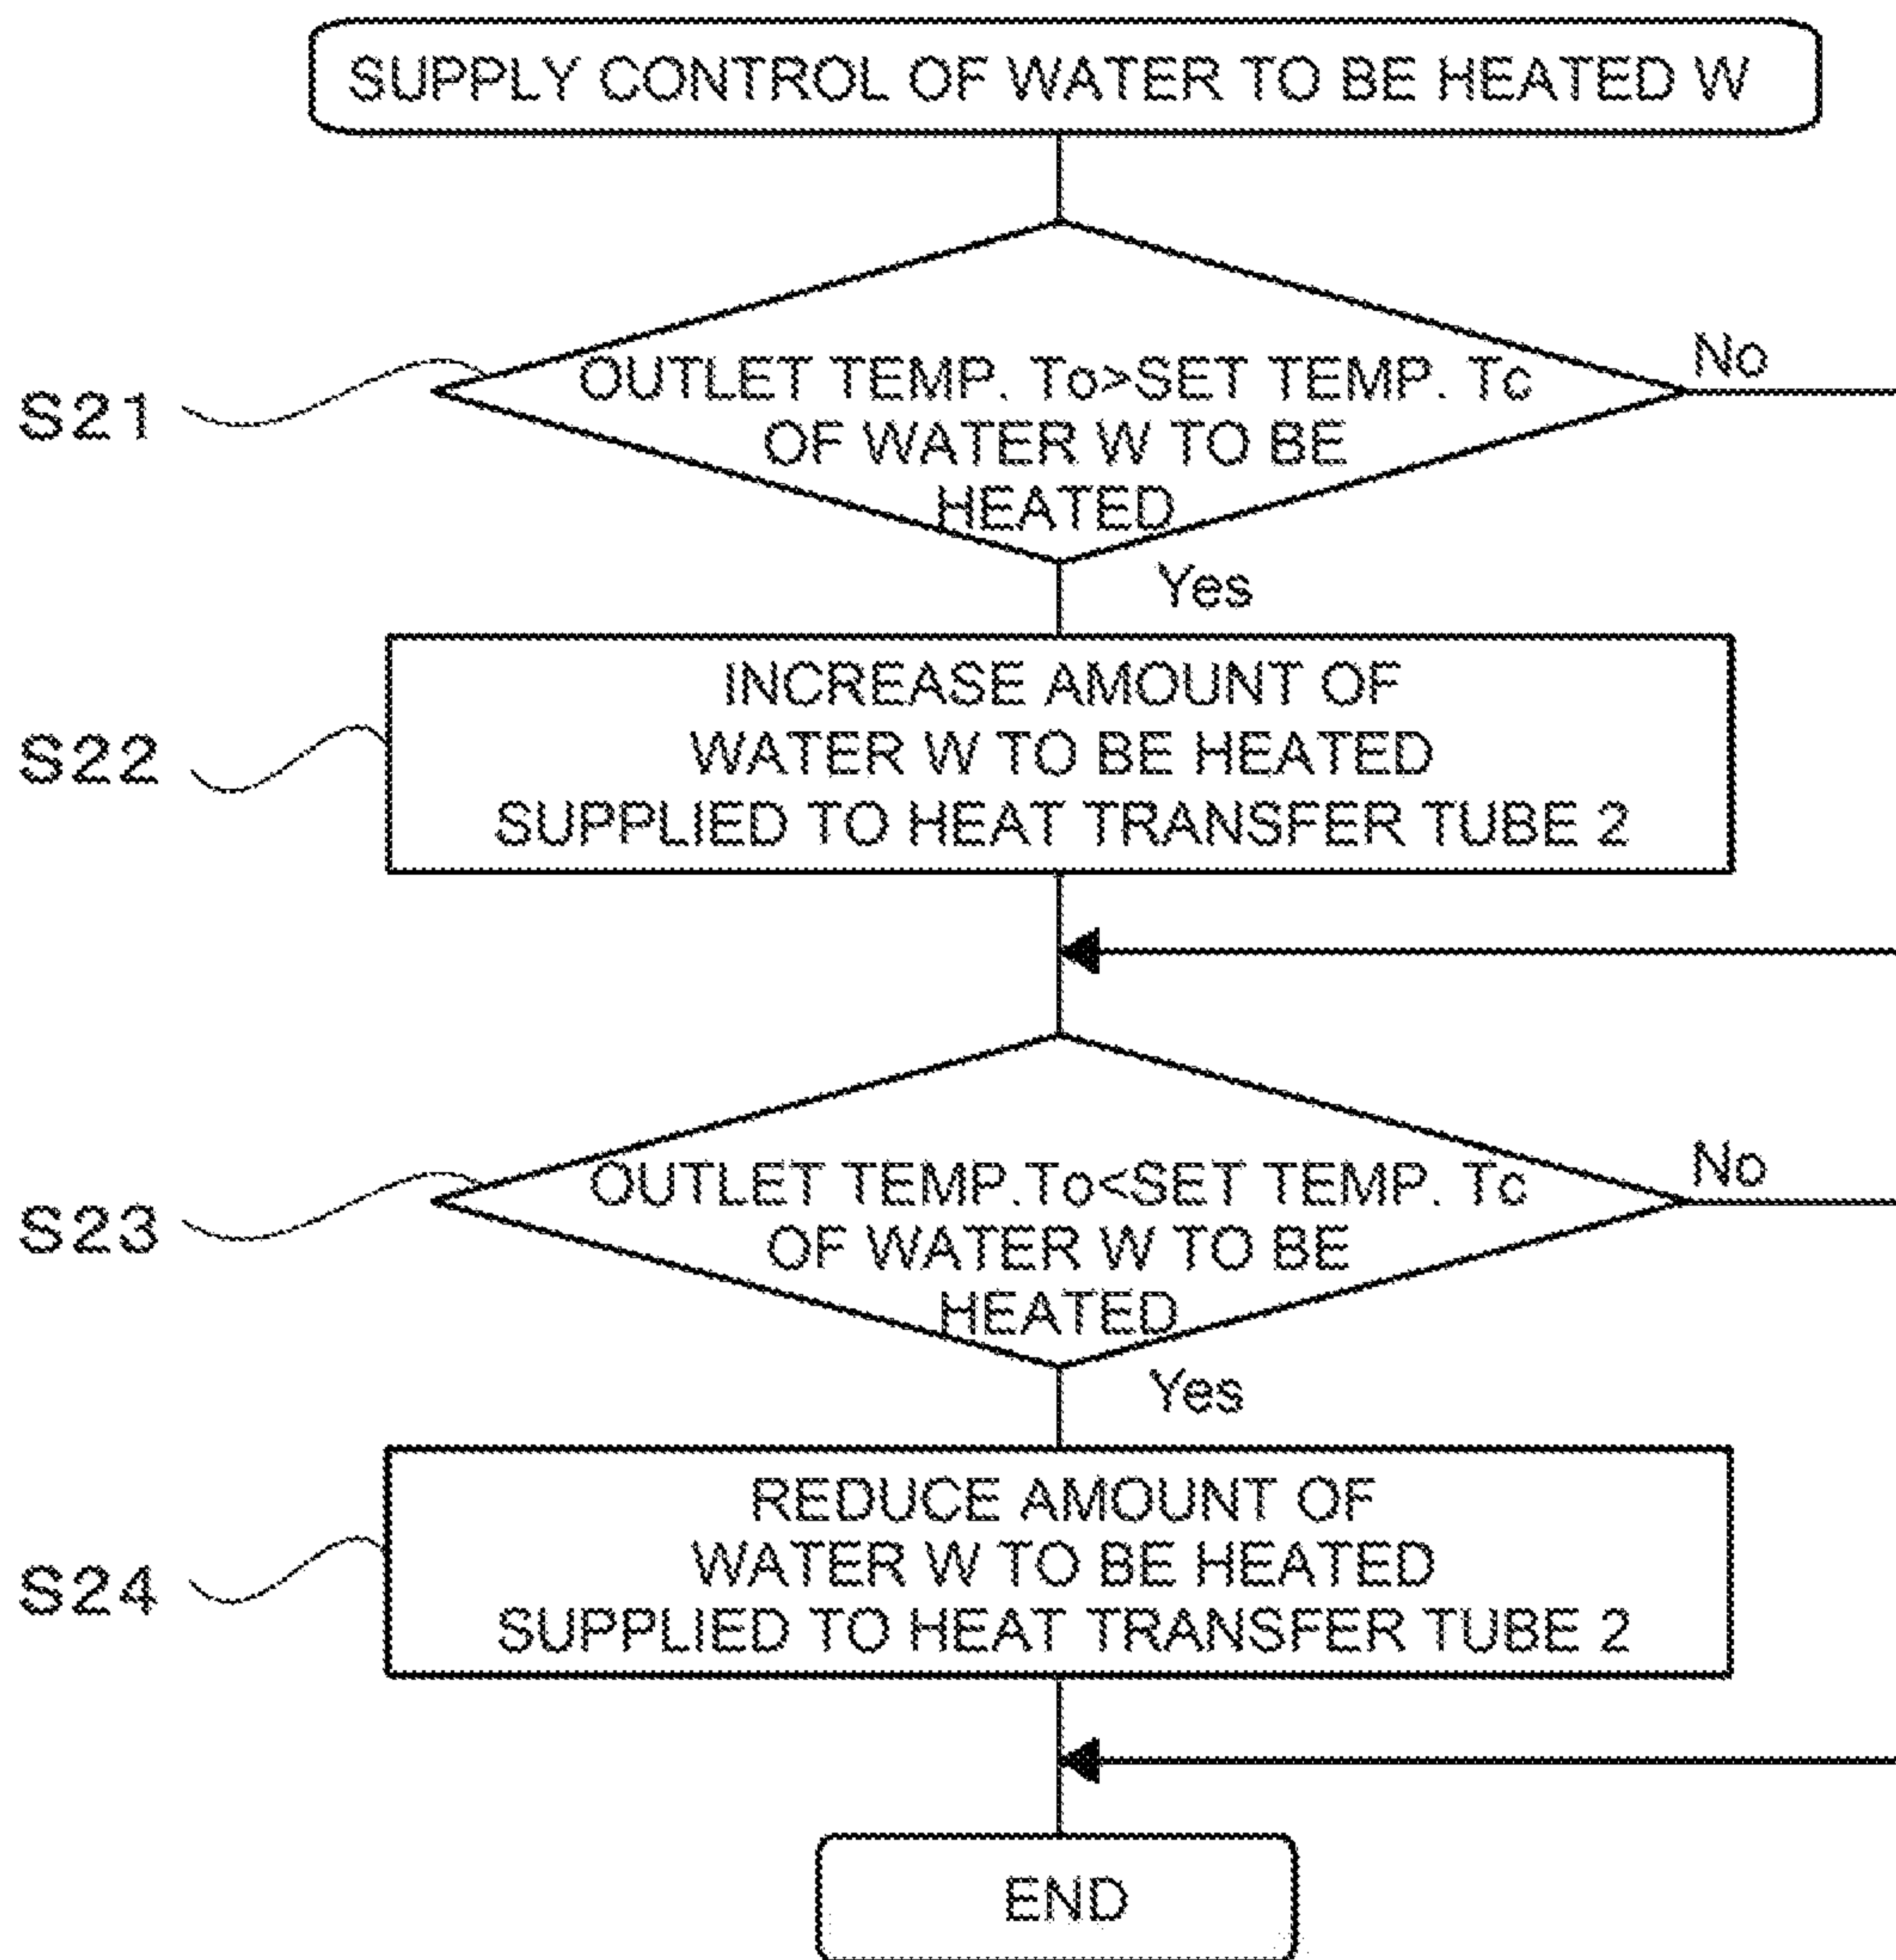 SUPPLY CONTROL OF WATER TO BE HEATED W
S21
OUTLET TEMP. To>SET TEMP. Tc
OF WATER W TO BE
HEATED
No
Yes
S22
INCREASE AMOUNT OF
WATER W TO BE HEATED
SUPPLIED TO HEAT TRANSFER TUBE 2
S23
OUTLET TEMP.To<SET TEMP. Tc
OF WATER W TO BE
HEATED
No
Yes
S24
REDUCE AMOUNT OF
WATER W TO BE HEATED
SUPPLIED TO HEAT TRANSFER TUBE 2
END